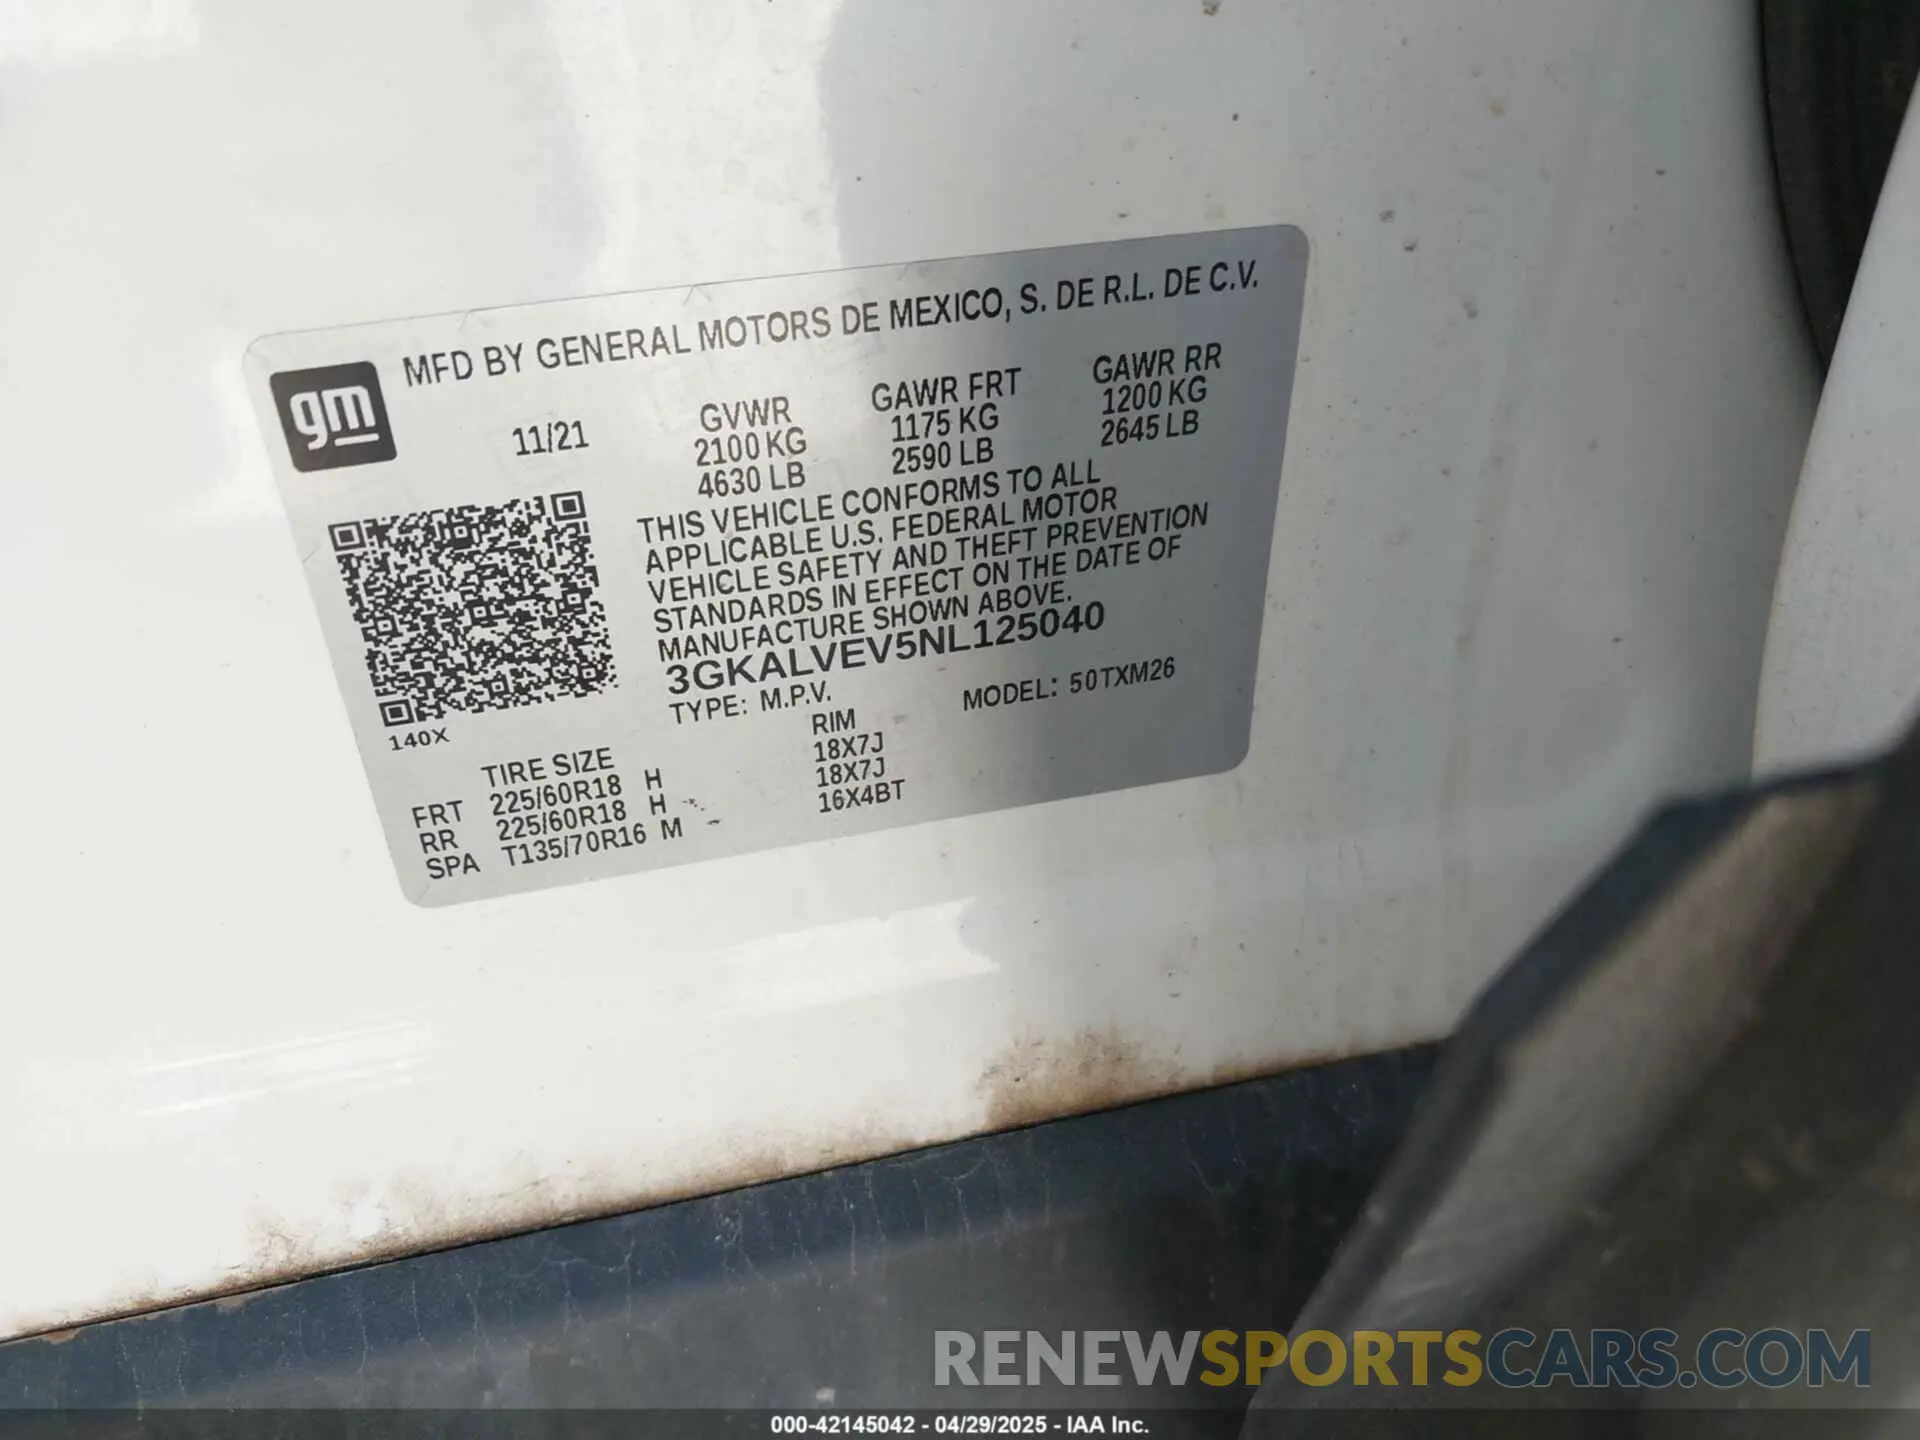 MFD BY GENERAL MOTORS DE MEXICO, S. DE R.L. DE C.V.
gm
11/21
GVWR
2100 KG
4630 LB
GAWR FRT
1175 KG
2590 LB
GAWR RR
1200 KG
2645 LB
THIS VEHICLE CONFORMS TO ALL
APPLICABLE U.S. FEDERAL MOTOR
VEHICLE SAFETY AND THEFT PREVENTION
STANDARDS IN EFFECT ON THE DATE OF
MANUFACTURE SHOWN ABOVE.
3GKALVEV5NL125040
TYPE: M.P.V. MODEL: 50TXM26
140X
TIRE SIZE RIM
FRT 225/60R18 H 18X7J
RR 225/60R18 H 18X7J
SPA T135/70R16 M 16X4BT
RENEWSPORTSCARS.COM
000-42145042 - 04/29/2025 - IAA Inc.